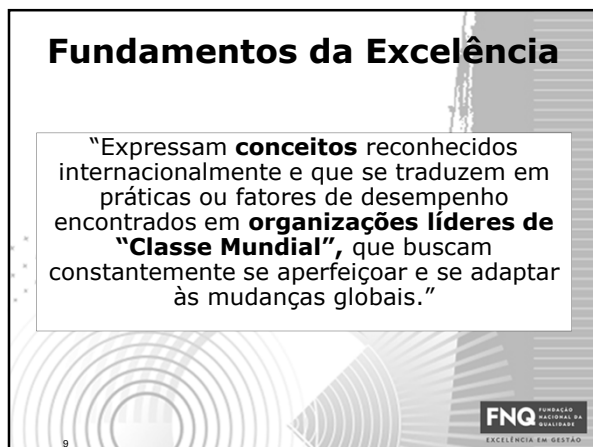 Fundamentos da Excelência
“Expressam conceitos reconhecidos
internacionalmente e que se traduzem em
práticas ou fatores de desempenho
encontrados em organizações líderes de
“Classe Mundial”, que buscam
constantemente se aperfeiçoar e se adaptar
às mudanças globais.”
9
FNQ
FUNDAÇÃO
NACIONAL DA
QUALIDADE
EXCELÊNCIA EM GESTÃO